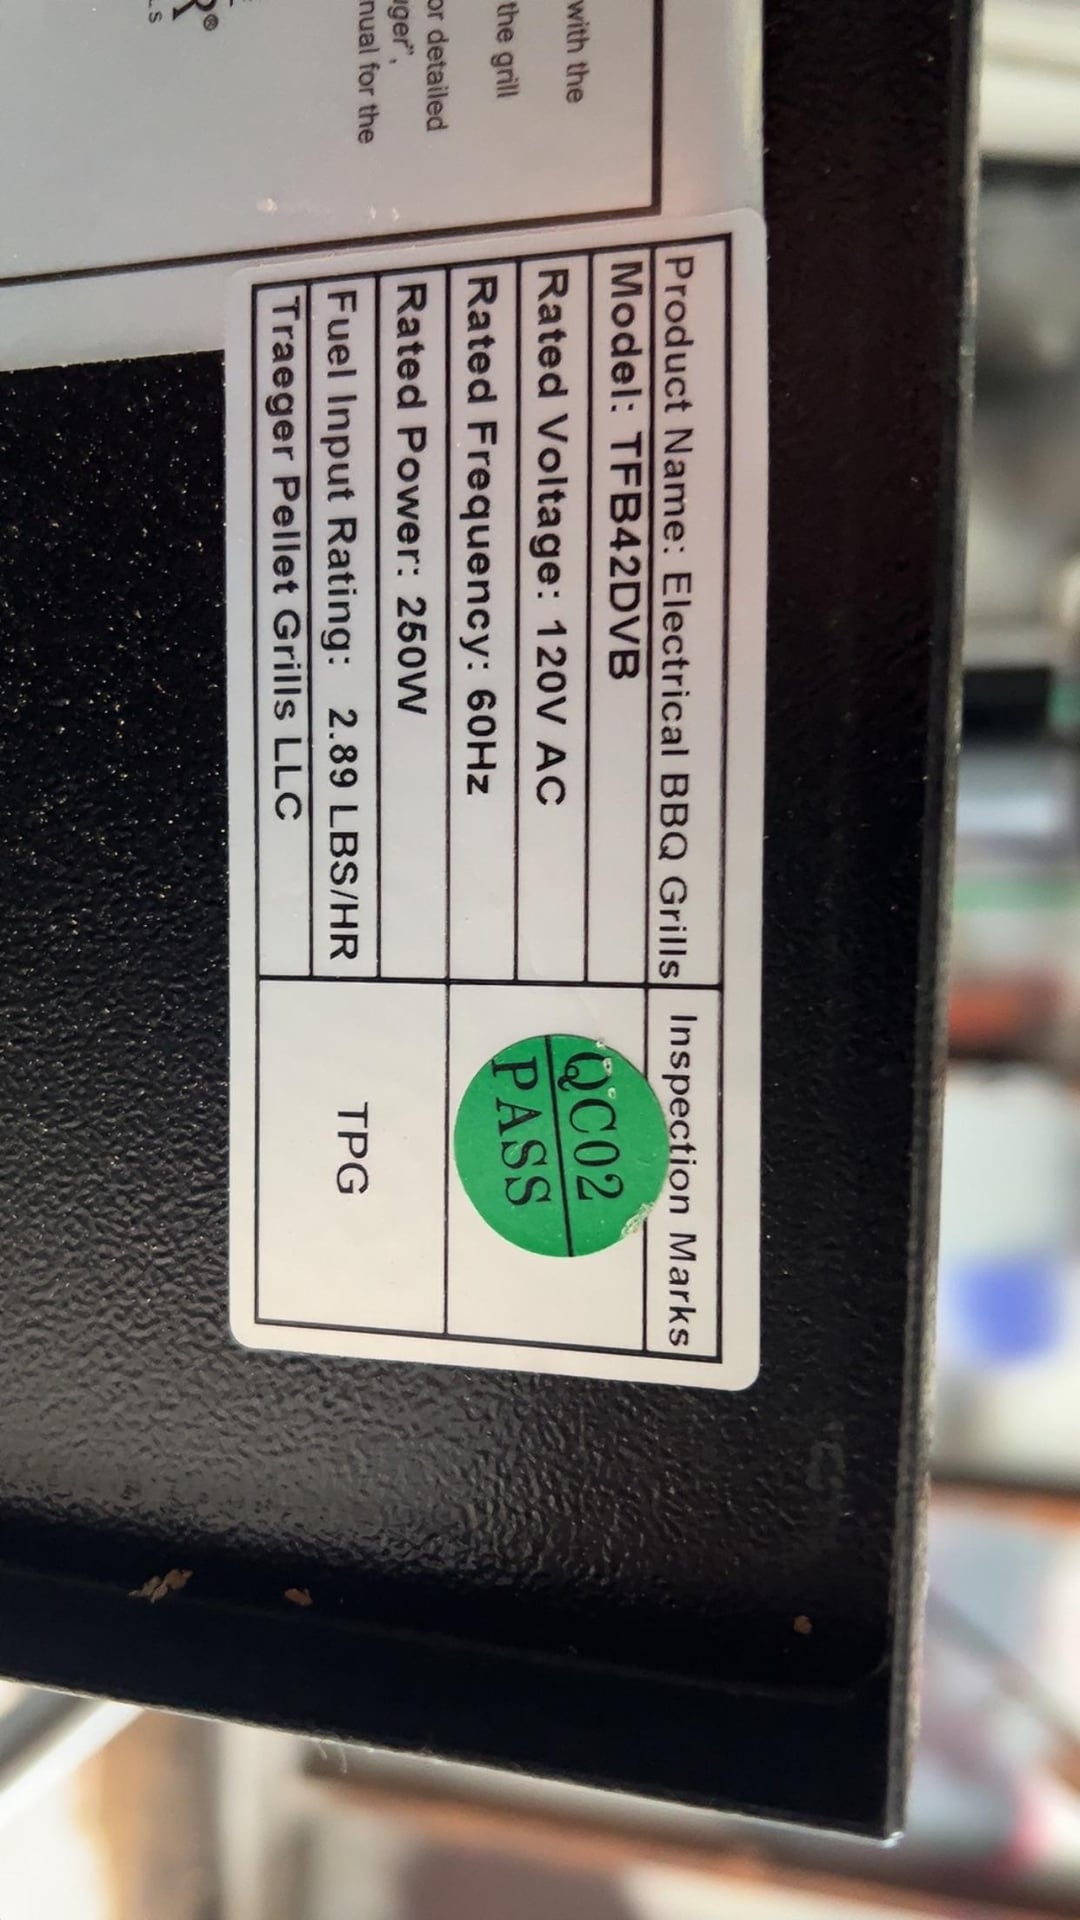 with the
the grill
or detailed
nual for the
R®
Product Name: Electrical BBQ Grills
Inspection Marks
Model: TFB42DVB
Rated Voltage: 120V AC
Rated Frequency: 60Hz
Rated Power: 250W
Fuel Input Rating: 2.89 LBS/HR
Traeger Pellet Grills LLC
QC02
PASS
TPG